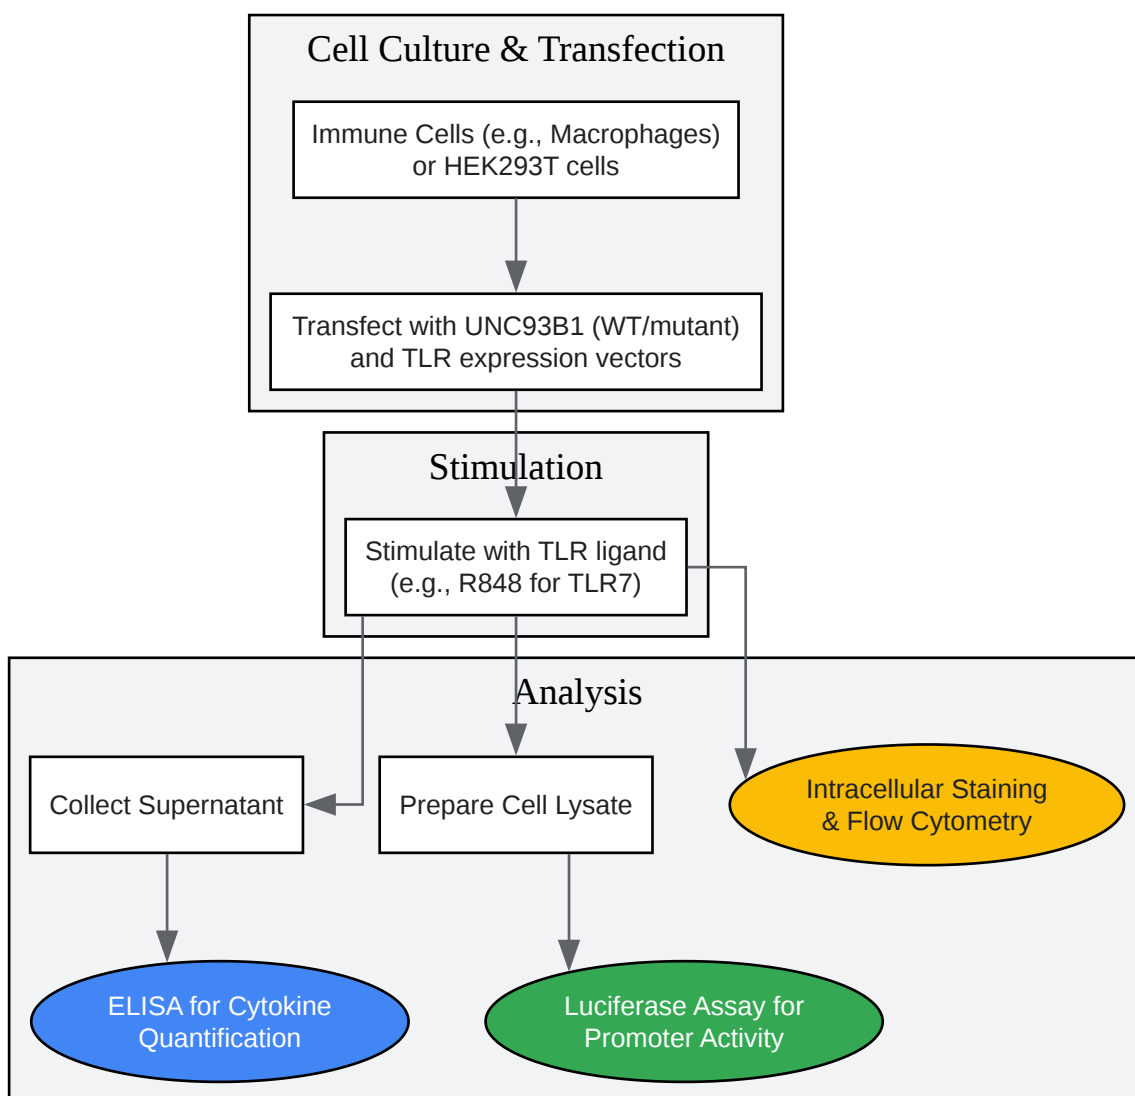 Cell Culture & Transfection
Immune Cells (e.g., Macrophages)
or HEK293T cells
Transfect with UNC93B1 (WT/mutant)
and TLR expression vectors
Stimulation
Stimulate with TLR ligand
(e.g., R848 for TLR7)
Analysis
Collect Supernatant
Prepare Cell Lysate
Intracellular Staining
& Flow Cytometry
ELISA for Cytokine
Quantification
Luciferase Assay for
Promoter Activity